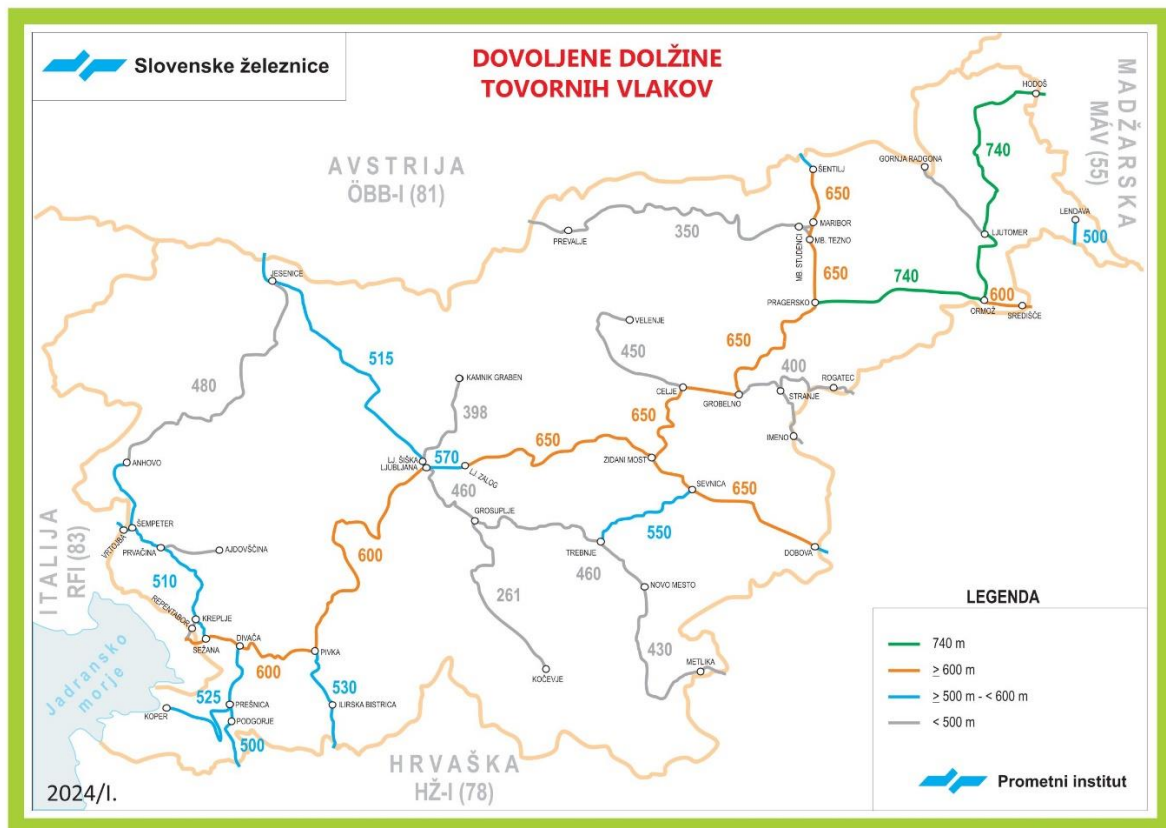 Slovenske železnice
DOVOLJENE DOLŽINE
TOVORNIH VLAKOV
AVSTRIJA
ÖBB-I (81)
MADŽARSKA
MÁV (55)
HODOŠ
740
GORNJA RADGONA
ŠENTILJ
650
LENDAVA
500
LJUTOMER
PREVALJE
350
MARIBOR
MB. STUDENCI
MB. TEZNO
650
JESENICE
PRAGERSKO
740
ORMOŽ
600
SREDIŠČE
VELENJE
650
450
515
480
KAMNIK GRABEN
398
CELJE
400
ROGATEC
GROBELNO
STRANJE
650
IMENO
650
ANHOVO
LJ. ŠIŠKA
LJUBLJANA
570
LJ. ZALOG
ZIDANI MOST
460
SEVNICA
650
GROSUPLJE
ITALIJA
RFI (83)
ŠEMPETER
VRTOJBA
PRVAČINA
AJDOVŠČINA
550
TREBNJE
460
DOBOVA
600
510
261
NOVO MESTO
REPENTABOR
KREPLJE
SEŽANA
DIVAČA
600
PIVKA
430
METLIKA
KOČEVJE
Jadransko
morje
525
530
KOPER
PREŠNICA
ILIRSKA BISTRICA
PODGORJE
500
HRVAŠKA
HŽ-I (78)
2024/I.
LEGENDA
740 m
≥ 600 m
≥ 500 m - < 600 m
< 500 m
Prometni institut